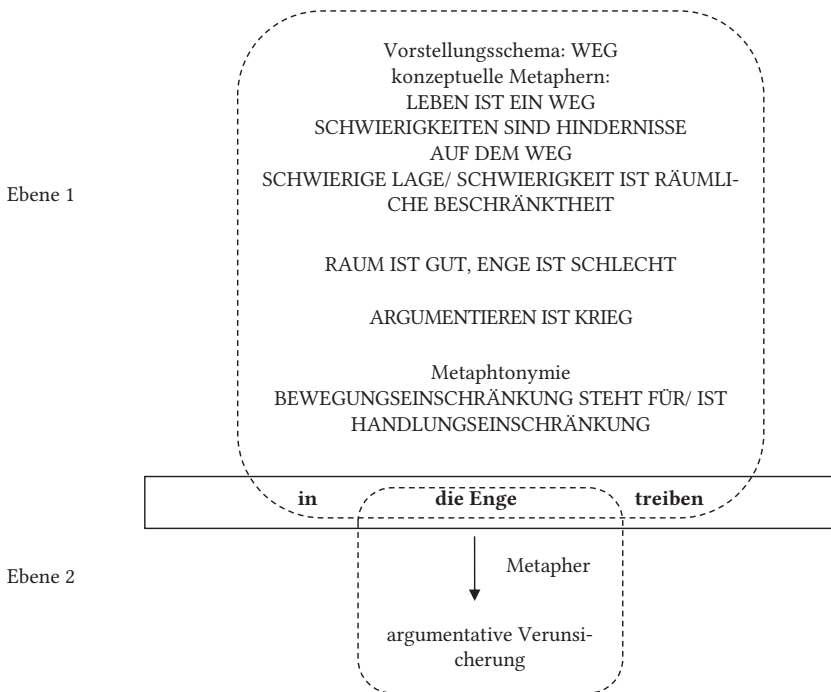 Vorstellungsschema: WEG
konzeptuelle Metaphern:
LEBEN IST EIN WEG
SCHWIERIGKEITEN SIND HINDERNISSE
AUF DEM WEG
Ebene 1
SCHWIERIGE LAGE/ SCHWIERIGKEIT IST RÄUMLI-
CHE BESCHRÄNKTHEIT
RAUM IST GUT, ENGE IST SCHLECHT
ARGUMENTIEREN IST KRIEG
Metaphtonymie
BEWEGUNGSEINSCHRÄNKUNG STEHT FÜR/ IST
HANDLUNGSEINSCHRÄNKUNG
in die Enge treiben
Ebene 2
Metapher
argumentative Verunsi-
cherung